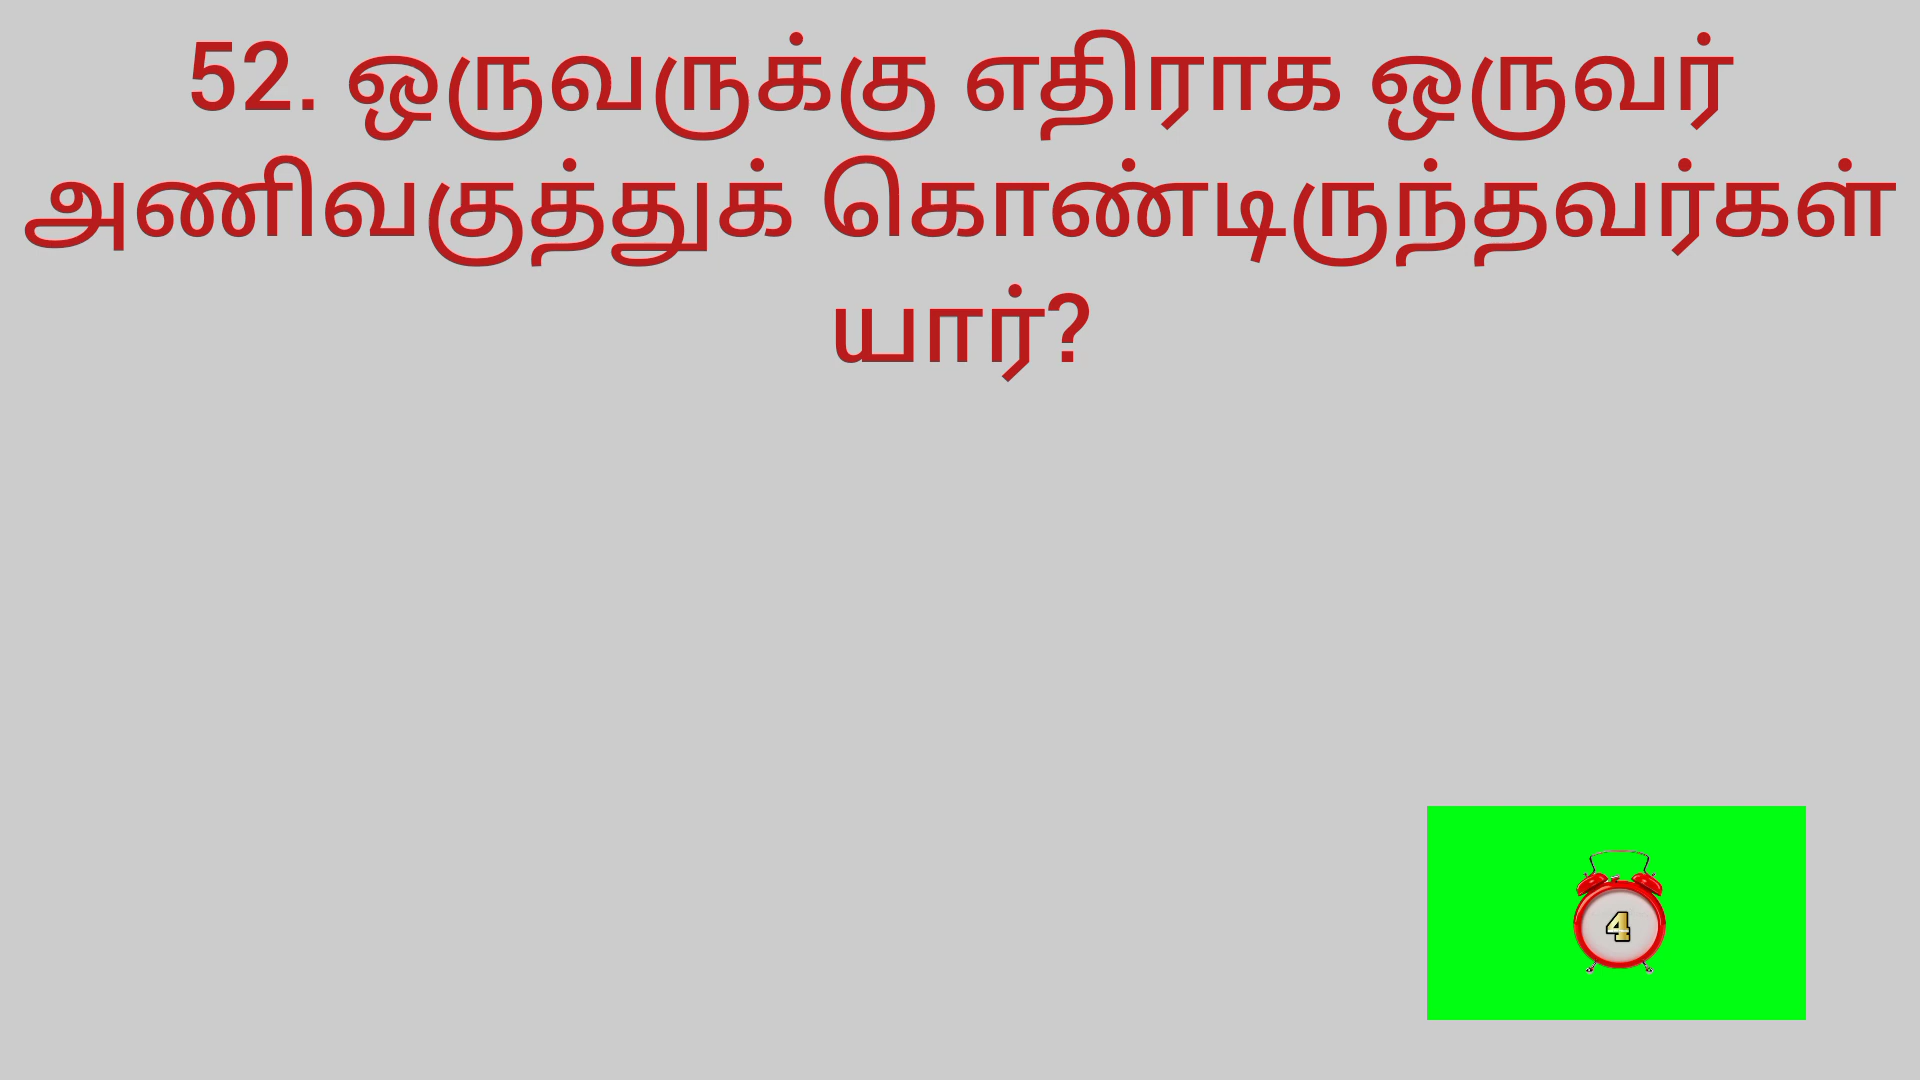 52. ஒருவருக்கு எதிராக ஒருவர்
அணிவகுத்துக் கொண்டிருந்தவர்கள்
யார்?
4